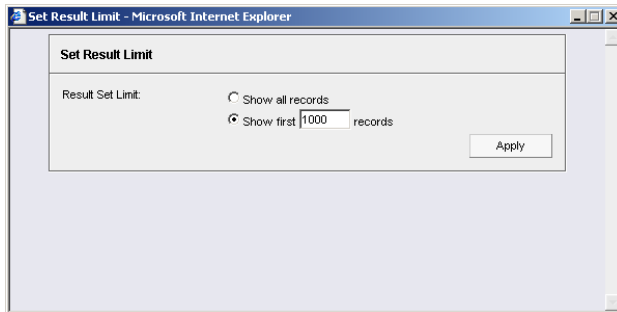 Set Result Limit - Microsoft Internet Explorer
Set Result Limit
Result Set Limit:
Show all records
Show first 1000 records
Apply